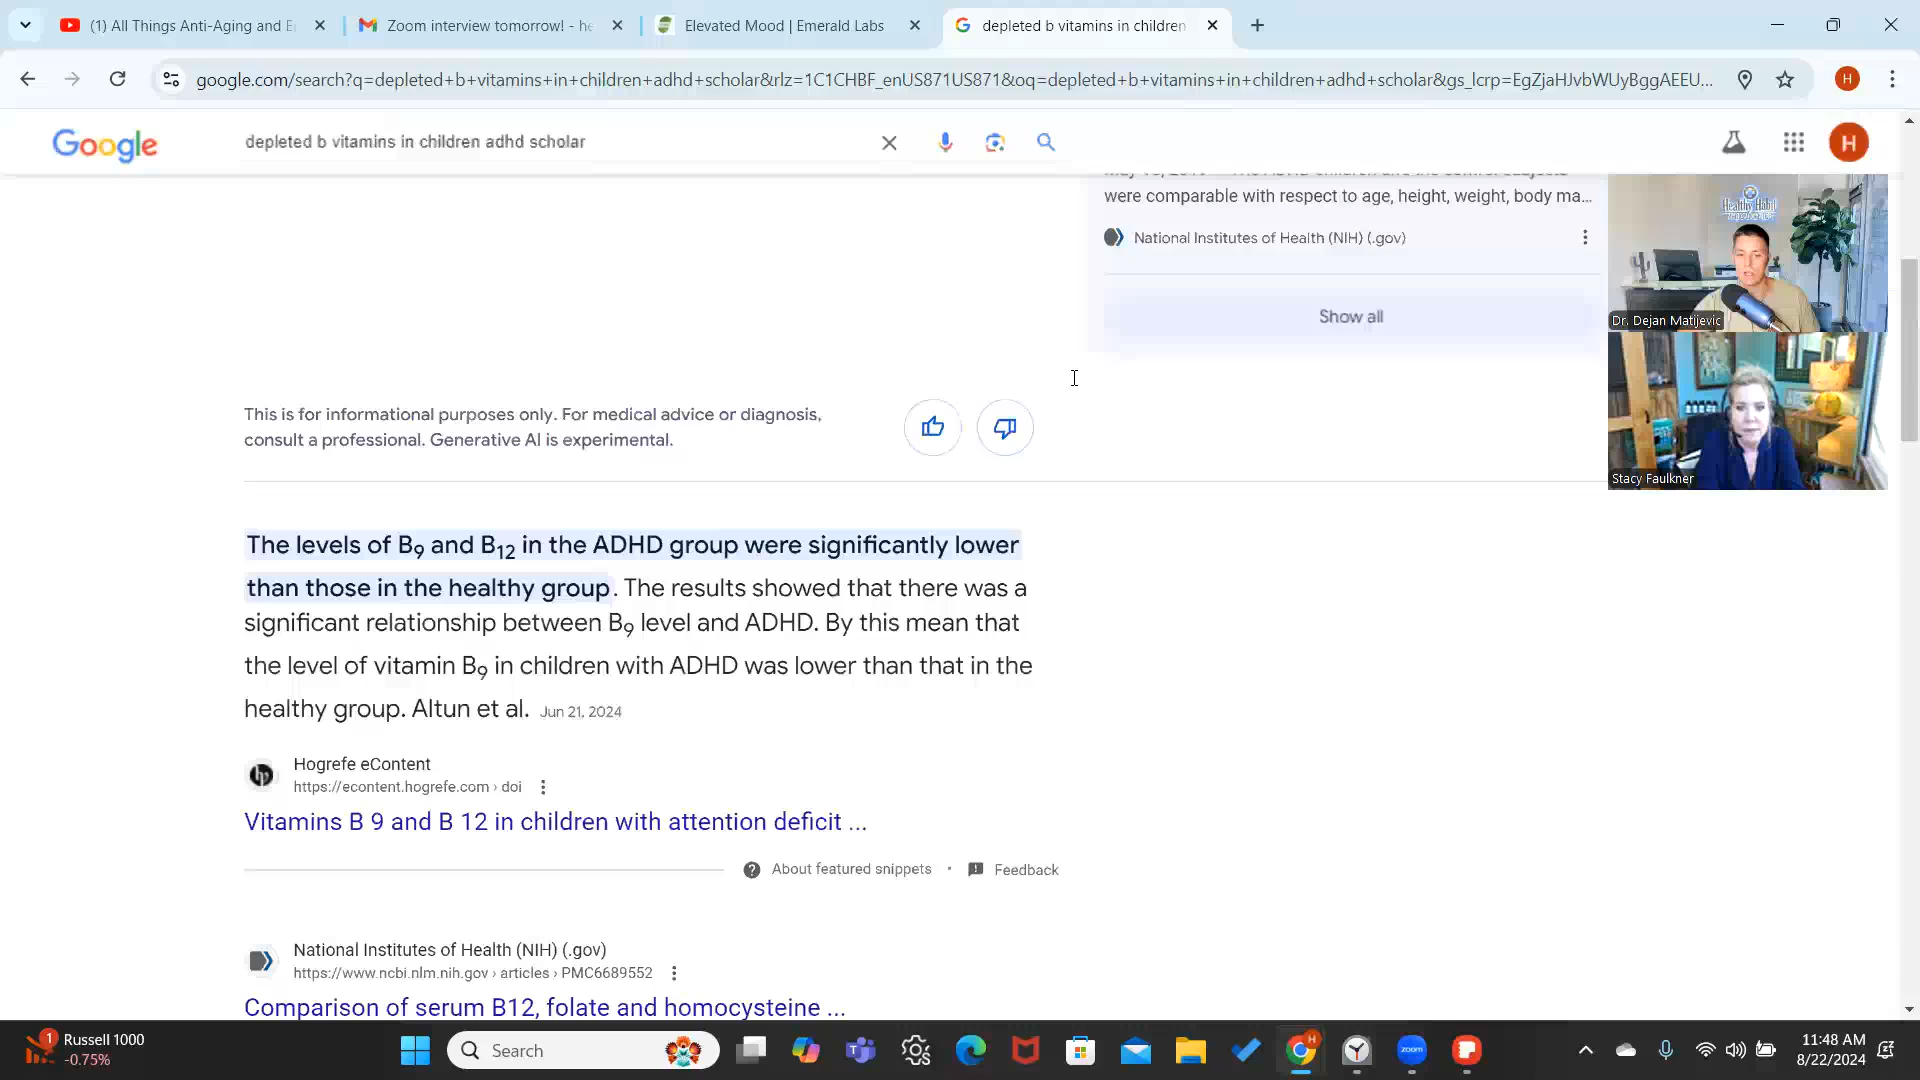 (1) All Things Anti-Aging and E
Zoom interview tomorrow! - he
Elevated Mood | Emerald Labs
depleted b vitamins in children
google.com/search?q=depleted+b+vitamins+in+children+adhd+scholar&rlz=1C1CHBF_enUS871US871&oq=depleted+b+vitamins+in+children+adhd+scholar&gs_lcrp=EgZjaHJvbWUyBggAEEU...
H
Google
depleted b vitamins in children adhd scholar
H
were comparable with respect to age, height, weight, body ma...
National Institutes of Health (NIH) (.gov)
Show all
Healthy Habit
Dr. Dejan Matijevic
Stacy Faulkner
This is for informational purposes only. For medical advice or diagnosis,
consult a professional. Generative AI is experimental.
The levels of B9 and B12 in the ADHD group were significantly lower
than those in the healthy group. The results showed that there was a
significant relationship between B9 level and ADHD. By this mean that
the level of vitamin B9 in children with ADHD was lower than that in the
healthy group. Altun et al. Jun 21, 2024
Hogrefe eContent
https://econtent.hogrefe.com › doi
Vitamins B 9 and B 12 in children with attention deficit ...
About featured snippets • Feedback
National Institutes of Health (NIH) (.gov)
https://www.ncbi.nlm.nih.gov › articles › PMC6689552
Comparison of serum B12, folate and homocysteine ...
1
Russell 1000
-0.75%
Search
H
zoom
11:48 AM
8/22/2024